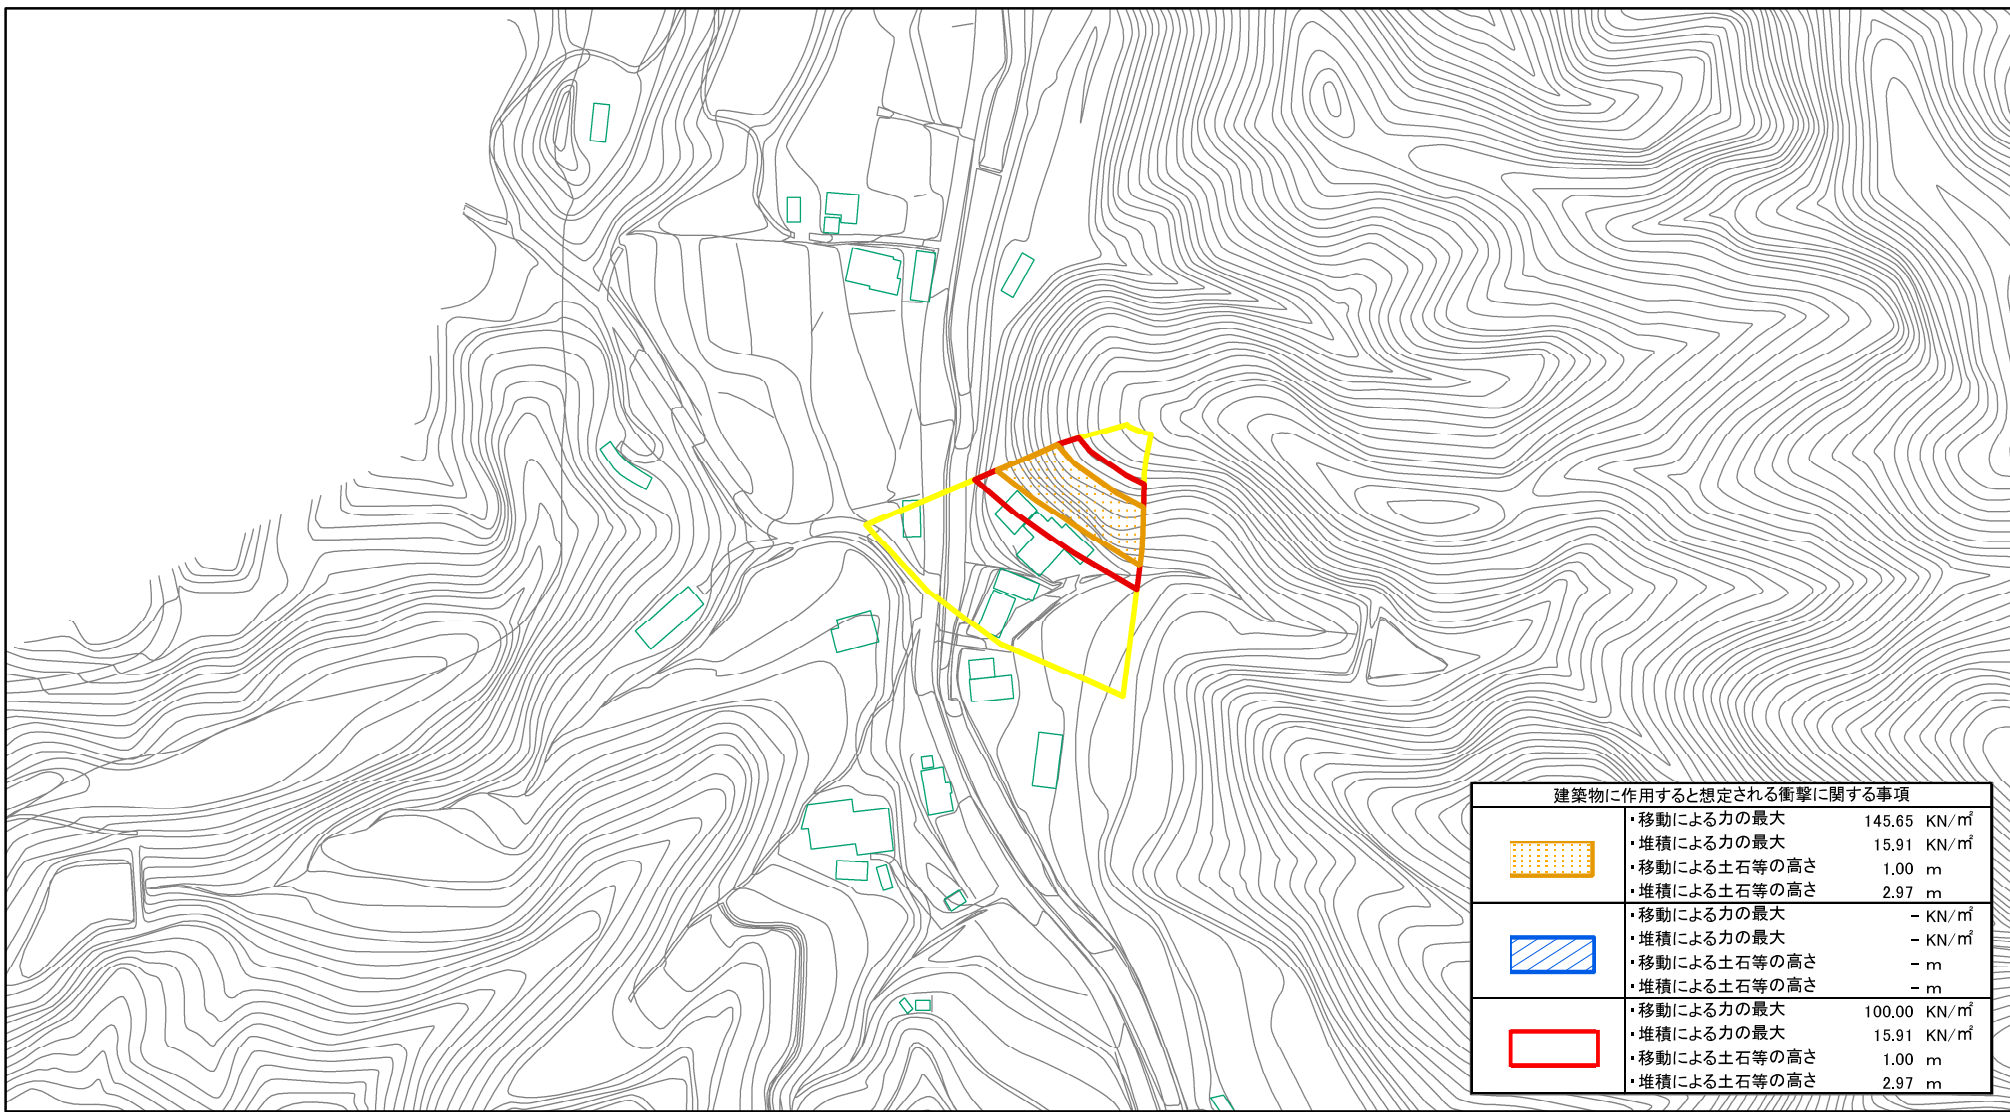 建築物に作用すると想定される衝撃に関する事項
・移動による力の最大 145.65 KN/㎡
・堆積による力の最大 15.91 KN/㎡
・移動による土石等の高さ 1.00 m
・堆積による土石等の高さ 2.97 m
・移動による力の最大 - KN/㎡
・堆積による力の最大 - KN/㎡
・移動による土石等の高さ - m
・堆積による土石等の高さ - m
・移動による力の最大 100.00 KN/㎡
・堆積による力の最大 15.91 KN/㎡
・移動による土石等の高さ 1.00 m
・堆積による土石等の高さ 2.97 m